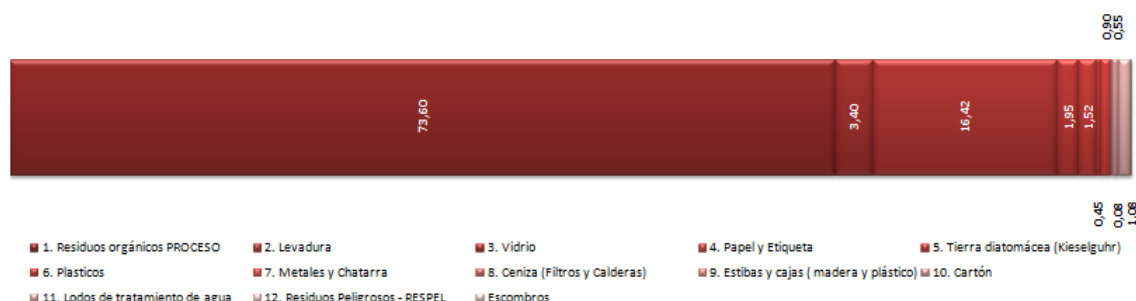 0,90
0,55
73,60
3,40
16,42
1,95
1,52
0,45
0,08
1,08
1. Residuos orgánicos PROCESO
2. Levadura
3. Vidrio
4. Papel y Etiqueta
5. Tierra diatomácea (Kieselguhr)
6. Plasticos
7. Metales y Chatarra
8. Ceniza (Filtros y Calderas)
9. Estibas y cajas ( madera y plástico)
10. Cartón
11. Lodos de tratamiento de agua
12. Residuos Peligrosos - RESPEL
Escombros